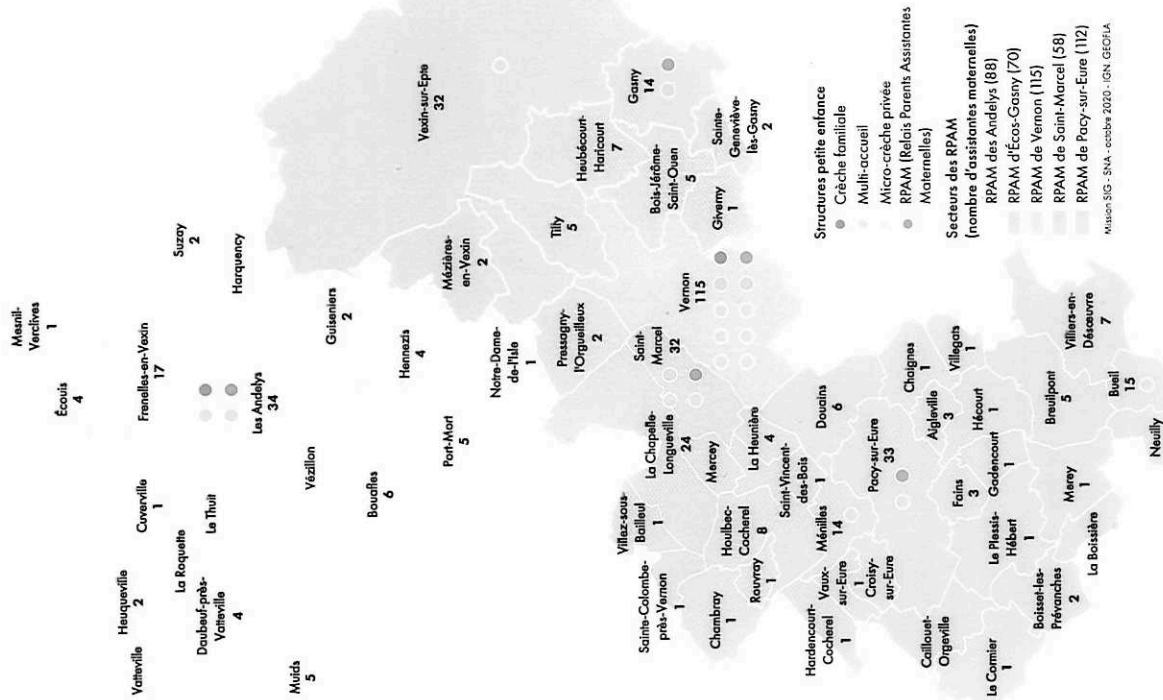 Mesnil-
Verclives
1
Écouis
4
Suzay
2
Frenelles-en-Vexin
17
Harquency
Heuqueville
2
Vatteville
Cuverville
1
La Roquette
Le Thuit
Daubeuf-près-
Vatteville
4
Les Andelys
34
Muids
5
Vézillon
Guiseniers
2
Bouafles
6
Hennezis
4
Vexin-sur-Epte
32
Port-Mort
5
Mézières-
en-Vexin
2
Notre-Dame-
de-l'Isle
1
Tilly
5
Pressagny-
l'Orgueilleux
2
Heubécourt-
Haricourt
7
Gasny
14
Bois-Jérôme-
Saint-Ouen
5
Sainte-
Geneviève-
lès-Gasny
2
Giverny
1
Vernon
115
Saint-
Marcel
32
La Chapelle-
Longueville
24
Villez-sous-
Bailleul
1
Mercey
Sainte-Colombe-
près-Vernon
1
La Heunière
4
Houlbec-
Cocherel
8
Chambray
1
Rouvray
1
Saint-Vincent-
des-Bois
1
Douains
6
Ménilles
14
Vaux-
sur-Eure
1
Croisy-
sur-Eure
Hardencourt-
Cocherel
1
Pacy-sur-Eure
33
Chaignes
1
Aigleville
3
Villegats
1
Caillouet-
Orgeville
Fains
3
Hécourt
1
Gadencourt
1
Le Plessis-
Hébert
1
Le Cormier
1
Boisset-les-
Prévanches
2
Merey
1
Breuilpont
5
Villiers-en-
Désœuvre
7
La Boissière
Bueil
15
Neuilly
Structures petite enfance
Crèche familiale
Multi-accueil
Micro-crèche privée
RPAM (Relais Parents Assistantes
Maternelles)
Secteurs des RPAM
(nombre d'assistantes maternelles)
RPAM des Andelys (88)
RPAM d'Écos-Gasny (70)
RPAM de Vernon (115)
RPAM de Saint-Marcel (58)
RPAM de Pacy-sur-Eure (112)
Mission SIG - SNA - octobre 2020 - IGN GEOFLA